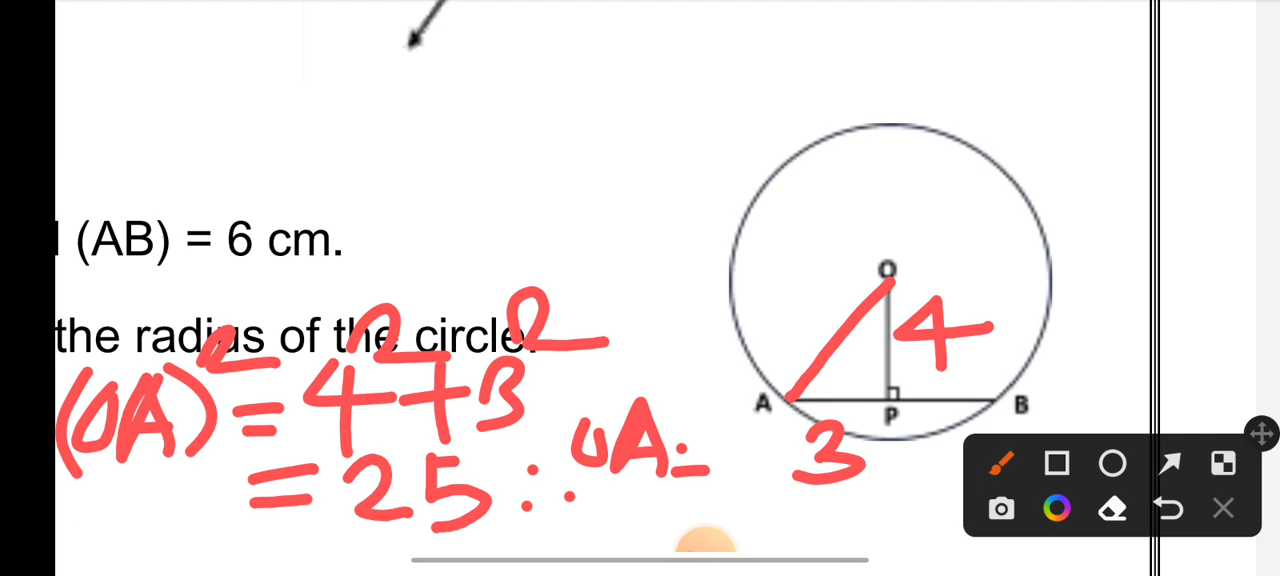 (AB) = 6 cm.
the radius of the circle.
(OA)² = 4² + 3²
= 25 ∴ OA =
O
4
A
P
B
3